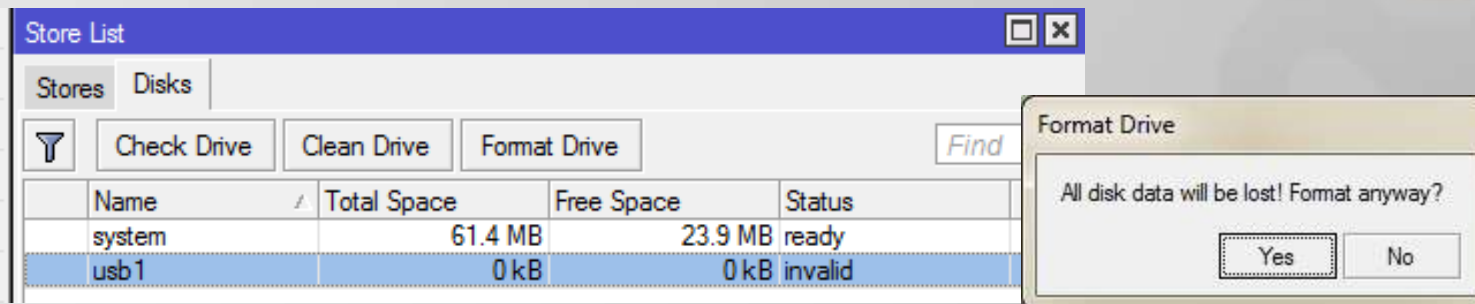 Store List
Stores Disks
Check Drive Clean Drive Format Drive Find
Name Total Space Free Space Status
system 61.4 MB 23.9 MB ready
usb1 0 kB 0 kB invalid
Format Drive
All disk data will be lost! Format anyway?
Yes No